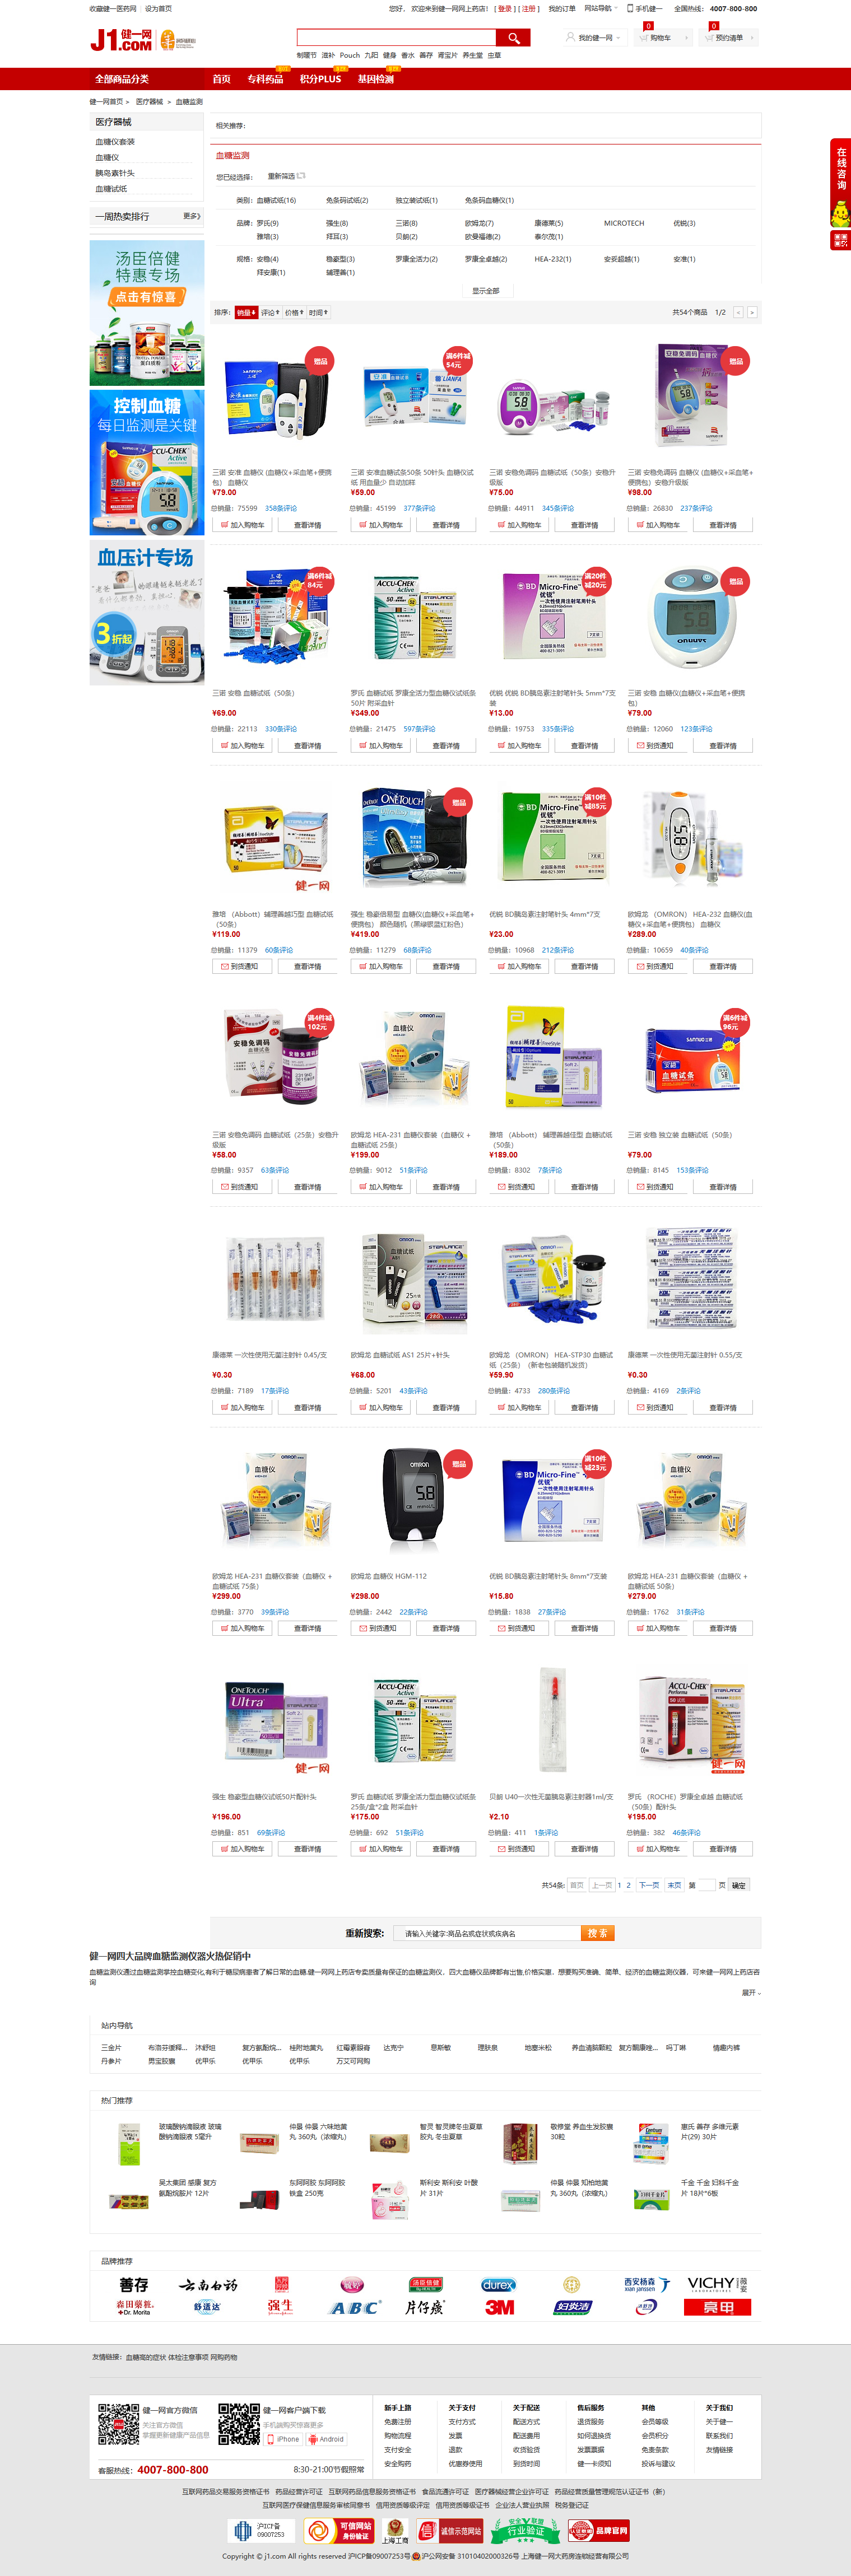 收藏健一医药网 设为首页
您好, 欢迎来到健一网网上药店! [ 登录 ] [ 注册 ] 我的订单 网站导航 手机健一 全国热线: 4007-800-800
J1.COM 健一网
制暖节 滋补 Pouch 九阳 健身 香水 善存 肾宝片 养生堂 虫草
我的健一网 0 购物车 0 预约清单
全部商品分类 首页 专科药品 积分PLUS 基因检测
健一网首页 > 医疗器械 > 血糖监测
在线咨询
医疗器械
血糖仪套装
血糖仪
胰岛素针头
血糖试纸
一周热卖排行 更多》
汤臣倍健
特惠专场
点击有惊喜
控制血糖
每日监测是关键
血压计专场
3折起
相关推荐:
血糖监测
您已经选择: 重新筛选
类别: 血糖试纸(16) 免条码试纸(2) 独立装试纸(1) 免条码血糖仪(1)
品牌: 罗氏(9) 强生(8) 三诺(8) 欧姆龙(7) 康德莱(5) MICROTECH 优锐(3)
雅培(3) 拜耳(3) 贝朗(2) 欧曼福德(2) 泰尔茂(1)
规格: 安稳(4) 稳豪型(3) 罗康全活力(2) 罗康全卓越(2) HEA-232(1) 安妥超越(1) 安准(1)
拜安康(1) 辅理善(1)
显示全部
排序: 销量 评论 价格 时间 共54个商品 1/2 < >
三诺 安准 血糖仪 (血糖仪+采血笔+便携包) 血糖仪
¥79.00
总销量: 75599 358条评论
加入购物车 查看详情
三诺 安准血糖试条50条 50针头 血糖仪试纸 用血量少 自动加样
¥59.00
总销量: 45199 377条评论
加入购物车 查看详情
三诺 安稳免调码 血糖试纸 (50条) 安稳升级版
¥75.00
总销量: 44911 345条评论
加入购物车 查看详情
三诺 安稳免调码 血糖仪 (血糖仪+采血笔+便携包) 安稳升级版
¥98.00
总销量: 26830 237条评论
加入购物车 查看详情
三诺 安稳 血糖试纸 (50条)
¥69.00
总销量: 22113 330条评论
加入购物车 查看详情
罗氏 血糖试纸 罗康全活力型血糖仪试纸条50片 附采血针
¥349.00
总销量: 21475 597条评论
加入购物车 查看详情
优锐 优锐 BD胰岛素注射笔针头 5mm*7支装
¥13.00
总销量: 19753 335条评论
加入购物车 查看详情
三诺 安稳 血糖仪(血糖仪+采血笔+便携包)
¥79.00
总销量: 12060 123条评论
到货通知 查看详情
雅培 (Abbott) 辅理善越巧型 血糖试纸 (50条)
¥119.00
总销量: 11379 60条评论
到货通知 查看详情
强生 稳豪倍易型 血糖仪(血糖仪+采血笔+便携包) 颜色随机 (黑绿银蓝红粉色)
¥419.00
总销量: 11279 68条评论
加入购物车 查看详情
优锐 BD胰岛素注射笔针头 4mm*7支
¥23.00
总销量: 10968 212条评论
加入购物车 查看详情
欧姆龙 (OMRON) HEA-232 血糖仪(血糖仪+采血笔+便携包) 血糖仪
¥289.00
总销量: 10659 40条评论
到货通知 查看详情
三诺 安稳免调码 血糖试纸 (25条) 安稳升级版
¥58.00
总销量: 9357 63条评论
到货通知 查看详情
欧姆龙 HEA-231 血糖仪套装 (血糖仪 + 血糖试纸 25条)
¥199.00
总销量: 9012 51条评论
加入购物车 查看详情
雅培 (Abbott) 辅理善越佳型 血糖试纸 (50条)
¥189.00
总销量: 8302 7条评论
到货通知 查看详情
三诺 安稳 独立装 血糖试纸 (50条)
¥79.00
总销量: 8145 153条评论
到货通知 查看详情
康德莱 一次性使用无菌注射针 0.45/支
¥0.30
总销量: 7189 17条评论
加入购物车 查看详情
欧姆龙 血糖试纸 AS1 25片+针头
¥68.00
总销量: 5201 43条评论
加入购物车 查看详情
欧姆龙 (OMRON) HEA-STP30 血糖试纸 (25条) (新老包装随机发货)
¥59.90
总销量: 4733 280条评论
加入购物车 查看详情
康德莱 一次性使用无菌注射针 0.55/支
¥0.30
总销量: 4169 2条评论
到货通知 查看详情
欧姆龙 HEA-231 血糖仪套装 (血糖仪 + 血糖试纸 75条)
¥299.00
总销量: 3770 39条评论
加入购物车 查看详情
欧姆龙 血糖仪 HGM-112
¥298.00
总销量: 2442 22条评论
到货通知 查看详情
优锐 BD胰岛素注射笔针头 8mm*7支装
¥15.80
总销量: 1838 27条评论
到货通知 查看详情
欧姆龙 HEA-231 血糖仪套装 (血糖仪 + 血糖试纸 50条)
¥279.00
总销量: 1762 31条评论
加入购物车 查看详情
强生 稳豪型血糖仪试纸50片配针头
¥196.00
总销量: 851 69条评论
加入购物车 查看详情
罗氏 血糖试纸 罗康全活力型血糖仪试纸条 25条/盒*2盒 附采血针
¥175.00
总销量: 692 51条评论
加入购物车 查看详情
贝朗 U40一次性无菌胰岛素注射器1ml/支
¥2.10
总销量: 411 1条评论
到货通知 查看详情
罗氏 (ROCHE) 罗康全卓越 血糖试纸 (50条) 配针头
¥195.00
总销量: 382 46条评论
加入购物车 查看详情
共54条: 首页 上一页 1 2 下一页 末页 第 页 确定
重新搜索: 请输入关键字:商品名或症状或疾病名 搜 索
健一网四大品牌血糖监测仪器火热促销中
血糖监测仪通过血糖监测掌控血糖变化,有利于糖尿病患者了解日常的血糖.健一网网上药店专卖质量有保证的血糖监测仪, 四大血糖仪品牌都有出售,价格实惠, 想要购买准确、简单、经济的血糖监测仪器, 可来健一网网上药店咨询
展开
站内导航
三金片 布洛芬缓释... 沐舒坦 复方氨酚烷... 桂附地黄丸 红霉素眼膏 达克宁 息斯敏 理肤泉 地塞米松 养血清脑颗粒 复方酮康唑... 吗丁啉 情趣内裤
丹参片 男宝胶囊 优甲乐 优甲乐 优甲乐 万艾可网购
热门推荐
玻璃酸钠滴眼液 玻璃酸钠滴眼液 5毫升
仲景 仲景 六味地黄丸 360丸 (浓缩丸)
智灵 智灵牌冬虫夏草胶丸 冬虫夏草
敬修堂 养血生发胶囊 30粒
惠氏 善存 多维元素片(29) 30片
吴太集团 感康 复方氨酚烷胺片 12片
东阿阿胶 东阿阿胶 铁盒 250克
斯利安 斯利安 叶酸片 31片
仲景 仲景 知柏地黄丸 360丸 (浓缩丸)
千金 千金 妇科千金片 18片*6板
品牌推荐
善存 云南白药 汤臣倍健 durex 西安杨森 xian janssen VICHY 薇姿
森田藥粧 Dr. Morita 舒适达 强生 ABC 片仔癀 3M 妇炎洁 亮甲
友情链接: 血糖高的症状 体检注意事项 网购药物
健一网官方微信
关注官方微信
掌握更新健康产品信息
健一网客户端下载
手机端购买惊喜更多
iPhone Android
客服热线: 4007-800-800 8:30-21:00节假照常
新手上路 关于支付 关于配送 售后服务 其他 关于我们
免费注册 支付方式 配送方式 退货服务 会员等级 关于健一
购物流程 发票 配送费用 如何退换货 会员积分 联系我们
支付安全 退款 收货验货 发票票据 免责条款 友情链接
安全购药 优惠券使用 到货时间 健一卡须知 投诉与建议
互联网药品交易服务资格证书 药品经营许可证 互联网药品信息服务资格证书 食品流通许可证 医疗器械经营企业许可证 药品经营质量管理规范认证证书 (新)
互联网医疗保健信息服务审核同意书 信用资质等级评定 信用资质等级证书 企业法人营业执照 税务登记证
沪ICP备 09007253 可信网站 身份验证 上海工商 诚信示范网站 行业验证 品牌官网
Copyright © j1.com All rights reserved 沪ICP备09007253号 沪公网安备 31010402000326号 上海健一网大药房连锁经营有限公司